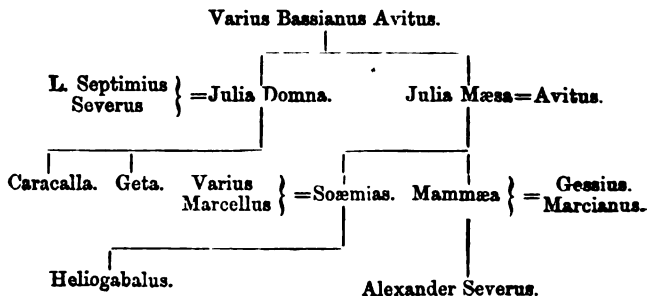 Varius Bassianus Avitus.
L. Septimius
Severus } =Julia Domna.
Julia Mæsa=Avitus.
Caracalla.
Geta.
Varius
Marcellus } =Soæmias.
Mammæa } = Gessius.
Marcianus.
Heliogabalus.
Alexander Severus.